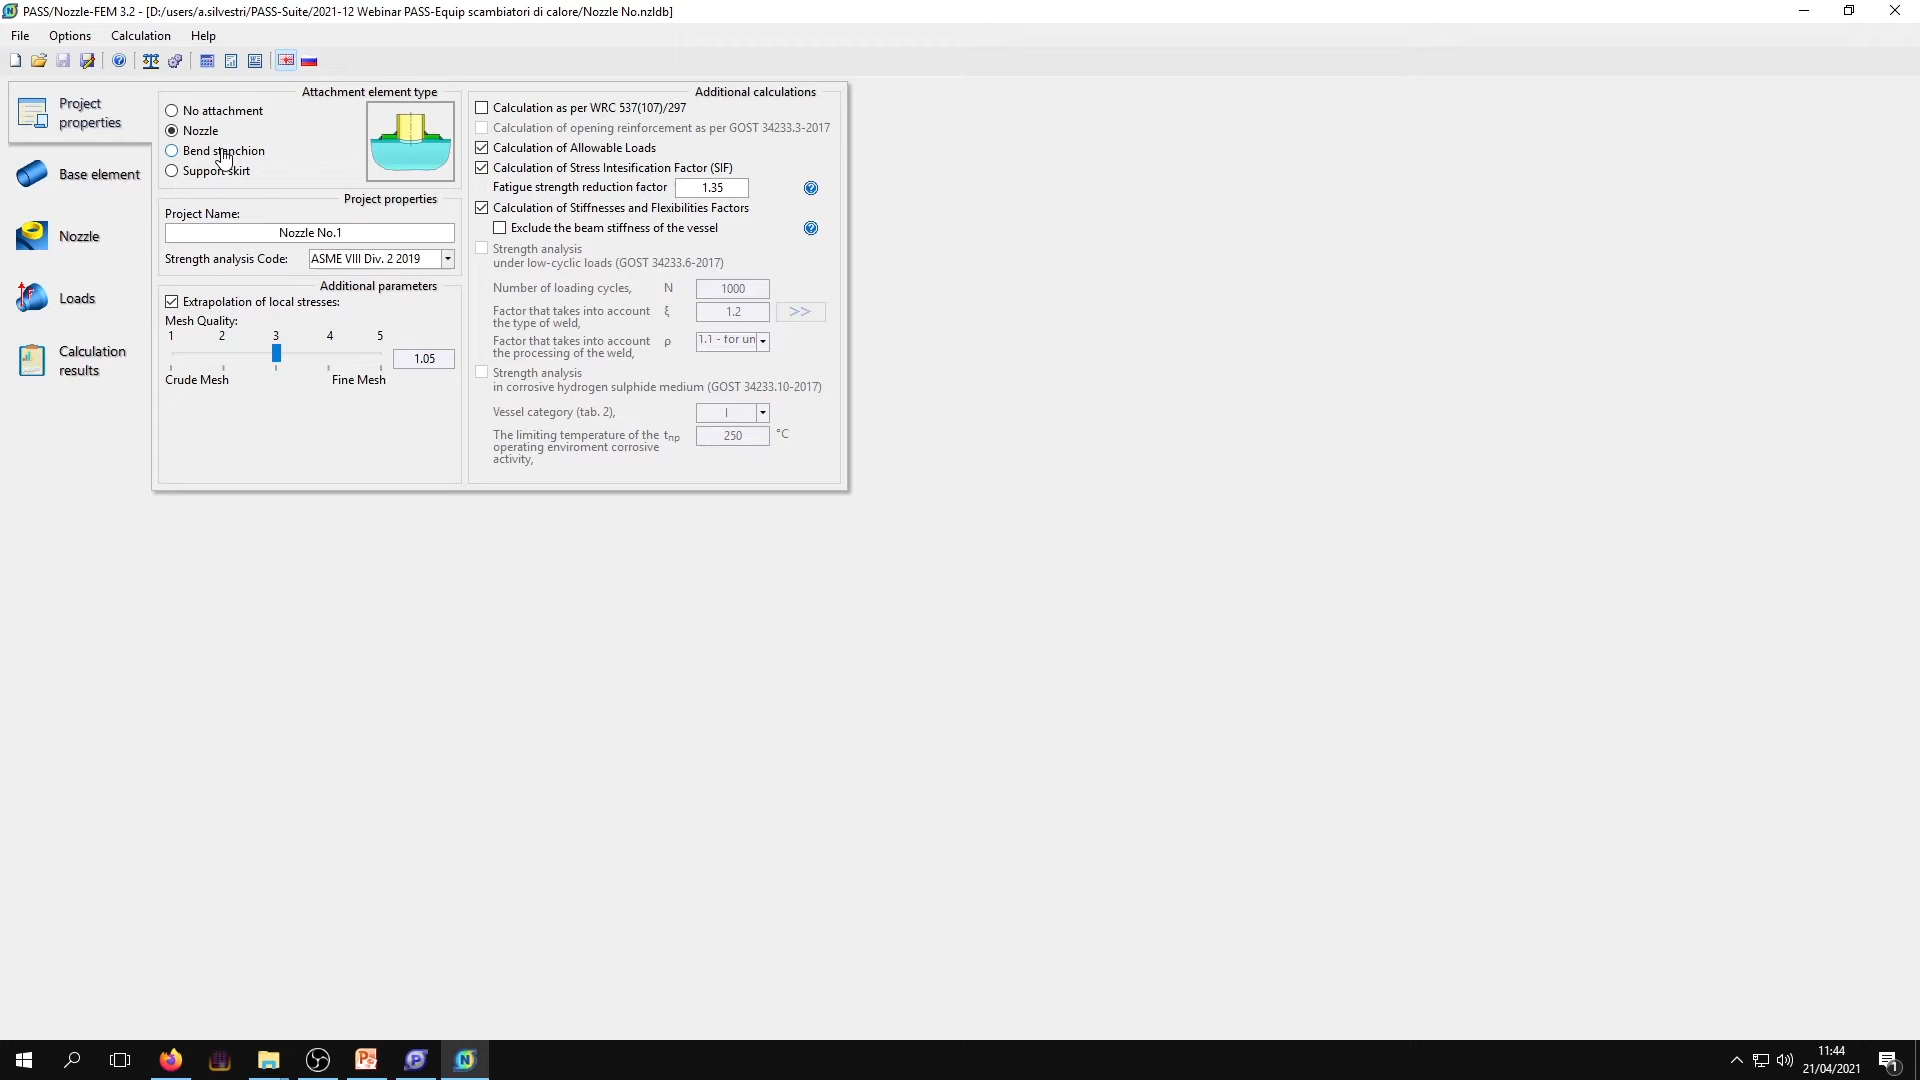 PASS/Nozzle-FEM 3.2 - [D:/users/a.silvestri/PASS-Suite/2021-12 Webinar PASS-Equip scambiatori di calore/Nozzle No.nzldb]
File Options Calculation Help
Project properties
Base element
Nozzle
Loads
Calculation results
Attachment element type
No attachment
Nozzle
Bend stanchion
Support skirt
Project properties
Project Name:
Nozzle No.1
Strength analysis Code: ASME VIII Div. 2 2019
Additional parameters
Extrapolation of local stresses:
Mesh Quality:
1 2 3 4 5
1.05
Crude Mesh Fine Mesh
Additional calculations
Calculation as per WRC 537(107)/297
Calculation of opening reinforcement as per GOST 34233.3-2017
Calculation of Allowable Loads
Calculation of Stress Intesification Factor (SIF)
Fatigue strength reduction factor 1.35
Calculation of Stiffnesses and Flexibilities Factors
Exclude the beam stiffness of the vessel
Strength analysis
under low-cyclic loads (GOST 34233.6-2017)
Number of loading cycles, N 1000
Factor that takes into account ξ 1.2 >>
the type of weld,
Factor that takes into account ρ 1.1 - for un
the processing of the weld,
Strength analysis
in corrosive hydrogen sulphide medium (GOST 34233.10-2017)
Vessel category (tab. 2), I
The limiting temperature of the tпр 250 °C
operating enviroment corrosive
activity,
11:44
21/04/2021
1